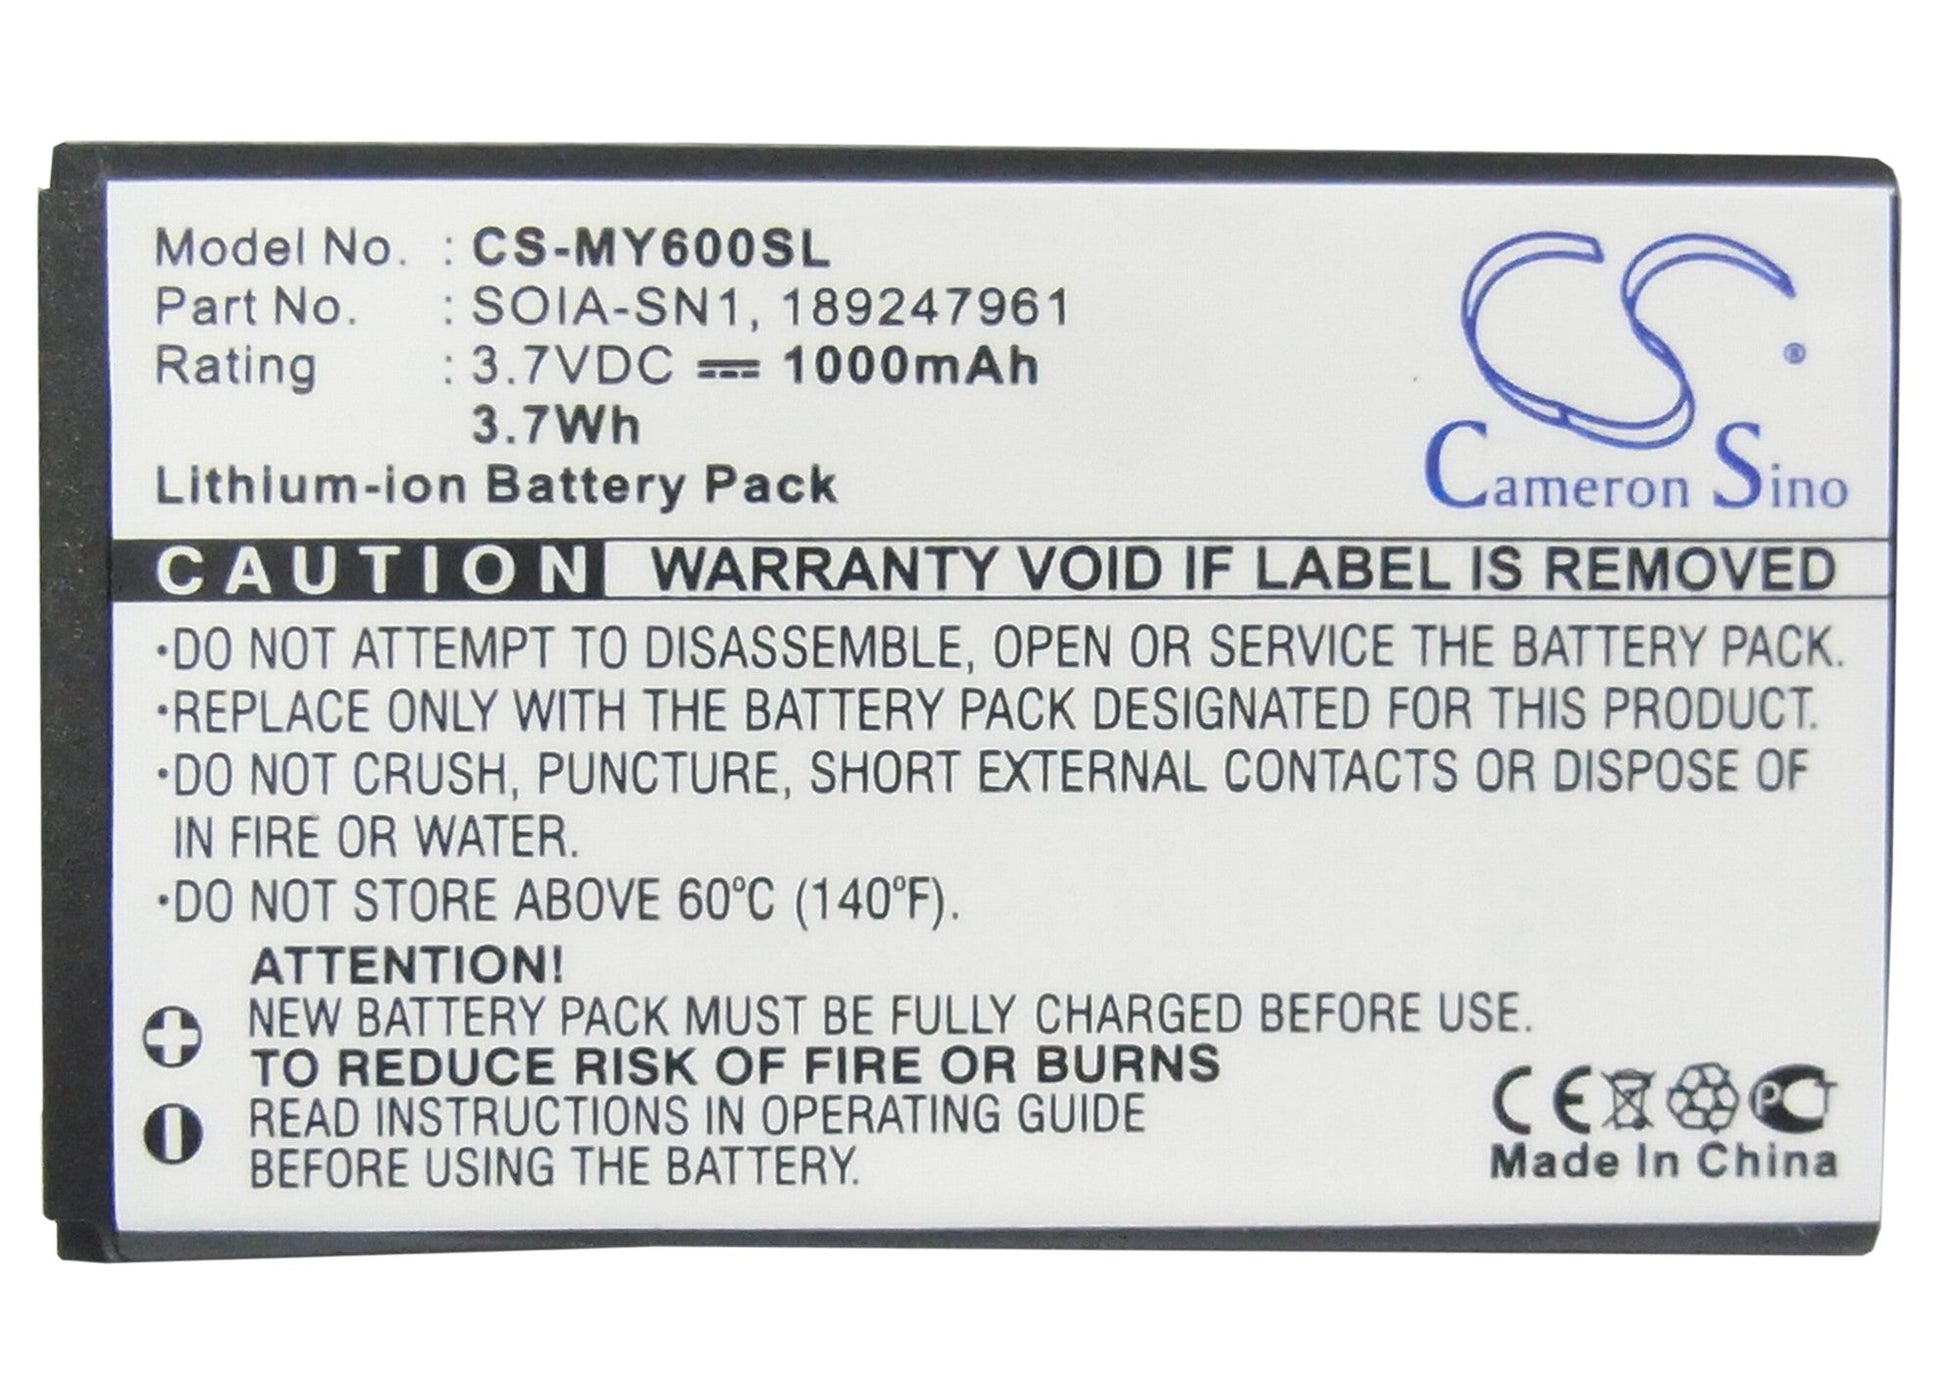 Model No. : CS-MY600SL
Part No. : SOIA-SN1, 189247961
Rating : 3.7VDC ⎓ 1000mAh
3.7Wh
Lithium-ion Battery Pack
CS ®
Cameron Sino
CAUTION WARRANTY VOID IF LABEL IS REMOVED
·DO NOT ATTEMPT TO DISASSEMBLE, OPEN OR SERVICE THE BATTERY PACK.
·REPLACE ONLY WITH THE BATTERY PACK DESIGNATED FOR THIS PRODUCT.
·DO NOT CRUSH, PUNCTURE, SHORT EXTERNAL CONTACTS OR DISPOSE OF
IN FIRE OR WATER.
·DO NOT STORE ABOVE 60°C (140°F).
ATTENTION!
NEW BATTERY PACK MUST BE FULLY CHARGED BEFORE USE.
TO REDUCE RISK OF FIRE OR BURNS
READ INSTRUCTIONS IN OPERATING GUIDE
BEFORE USING THE BATTERY.
CE PCT
Made In China